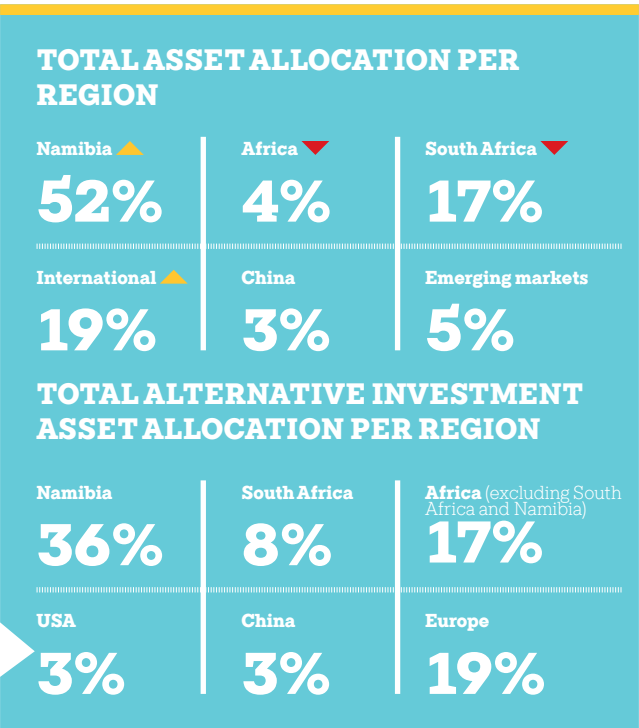 TOTAL ASSET ALLOCATION PER
REGION
Namibia
52%
Africa
4%
South Africa
17%
International
19%
China
3%
Emerging markets
5%
TOTAL ALTERNATIVE INVESTMENT
ASSET ALLOCATION PER REGION
Namibia
36%
South Africa
8%
Africa (excluding South
Africa and Namibia)
17%
USA
3%
China
3%
Europe
19%